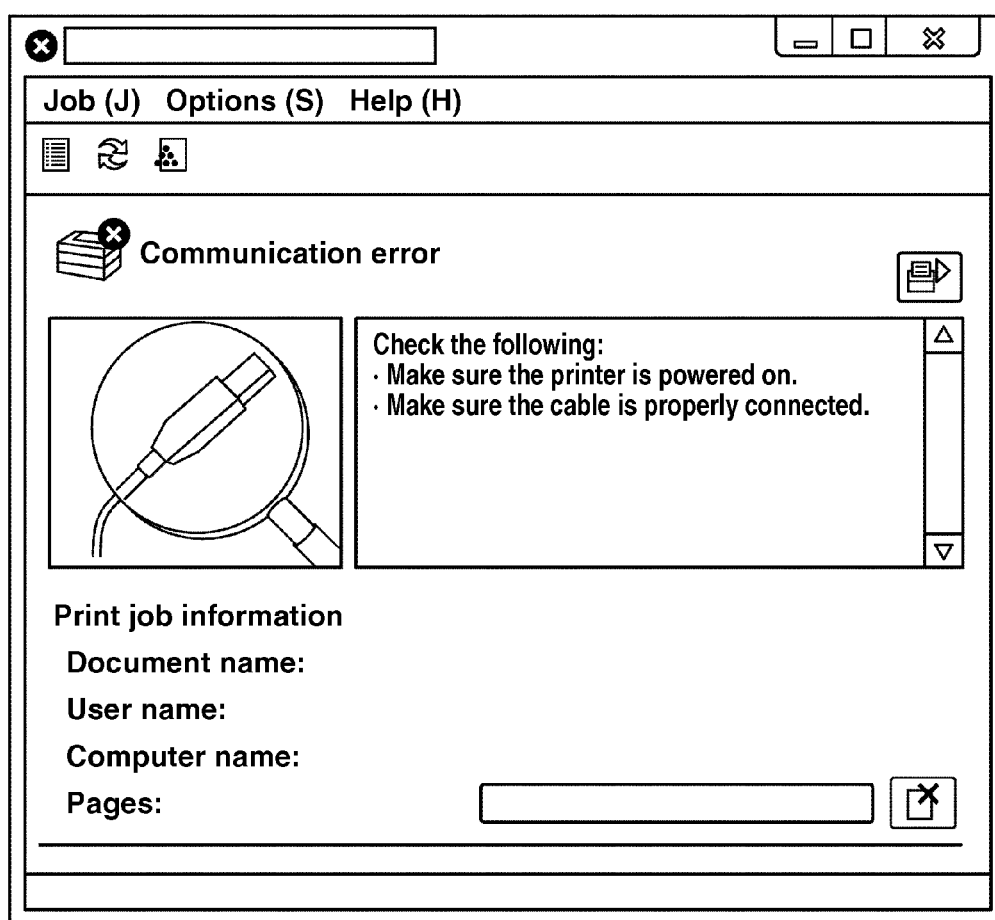 Job (J) Options (S) Help (H)
Communication error
Check the following:
· Make sure the printer is powered on.
· Make sure the cable is properly connected.
Print job information
Document name:
User name:
Computer name:
Pages: